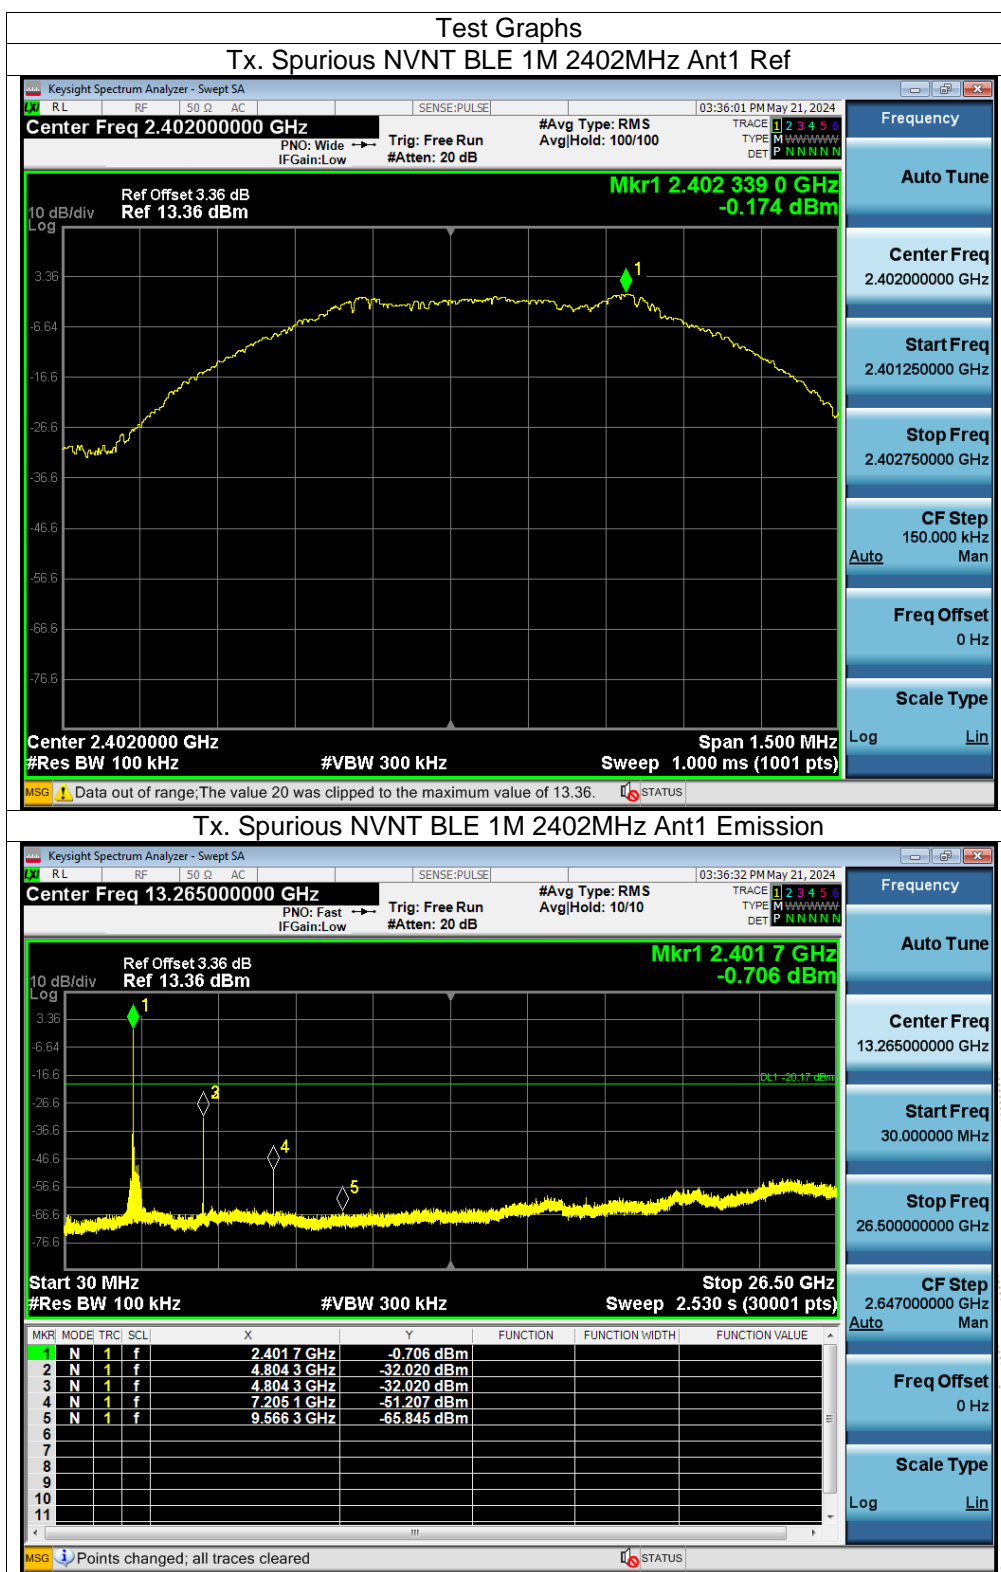 Test Graphs
Tx. Spurious NVNT BLE 1M 2402MHz Ant1 Ref
Keysight Spectrum Analyzer - Swept SA
LXI RL RF 50 Ω AC SENSE:PULSE 03:36:01 PM May 21, 2024
Center Freq 2.402000000 GHz
PNO: Wide
IFGain:Low
Trig: Free Run
#Atten: 20 dB
#Avg Type: RMS
Avg|Hold: 100/100
TRACE 1 2 3 4 5 6
TYPE M WWWWW
DET P N N N N N
Frequency
Auto Tune
Center Freq
2.402000000 GHz
Start Freq
2.401250000 GHz
Stop Freq
2.402750000 GHz
CF Step
150.000 kHz
Auto Man
Freq Offset
0 Hz
Scale Type
Log Lin
Mkr1 2.402 339 0 GHz
-0.174 dBm
Ref Offset 3.36 dB
10 dB/div Ref 13.36 dBm
Log
1
3.36
-6.64
-16.6
-26.6
-36.6
-46.6
-56.6
-66.6
-76.6
Center 2.4020000 GHz Span 1.500 MHz
#Res BW 100 kHz #VBW 300 kHz Sweep 1.000 ms (1001 pts)
MSG Data out of range;The value 20 was clipped to the maximum value of 13.36. STATUS
Tx. Spurious NVNT BLE 1M 2402MHz Ant1 Emission
Keysight Spectrum Analyzer - Swept SA
LXI RL RF 50 Ω AC SENSE:PULSE 03:36:32 PM May 21, 2024
Center Freq 13.265000000 GHz
PNO: Fast
IFGain:Low
Trig: Free Run
#Atten: 20 dB
#Avg Type: RMS
Avg|Hold: 10/10
TRACE 1 2 3 4 5 6
TYPE M WWWWW
DET P N N N N N
Frequency
Auto Tune
Center Freq
13.265000000 GHz
Start Freq
30.000000 MHz
Stop Freq
26.500000000 GHz
CF Step
2.647000000 GHz
Auto Man
Freq Offset
0 Hz
Scale Type
Log Lin
Mkr1 2.401 7 GHz
-0.706 dBm
Ref Offset 3.36 dB
10 dB/div Ref 13.36 dBm
Log
1
3.36
-6.64
-16.6
DL1 -20.17 dBm
-26.6
3
-36.6
4
-46.6
5
-56.6
-66.6
-76.6
Start 30 MHz Stop 26.50 GHz
#Res BW 100 kHz #VBW 300 kHz Sweep 2.530 s (30001 pts)
MKR MODE TRC SCL X Y FUNCTION FUNCTION WIDTH FUNCTION VALUE
1 N 1 f 2.401 7 GHz -0.706 dBm
2 N 1 f 4.804 3 GHz -32.020 dBm
3 N 1 f 4.804 3 GHz -32.020 dBm
4 N 1 f 7.205 1 GHz -51.207 dBm
5 N 1 f 9.566 3 GHz -65.845 dBm
6
7
8
9
10
11
MSG Points changed; all traces cleared STATUS